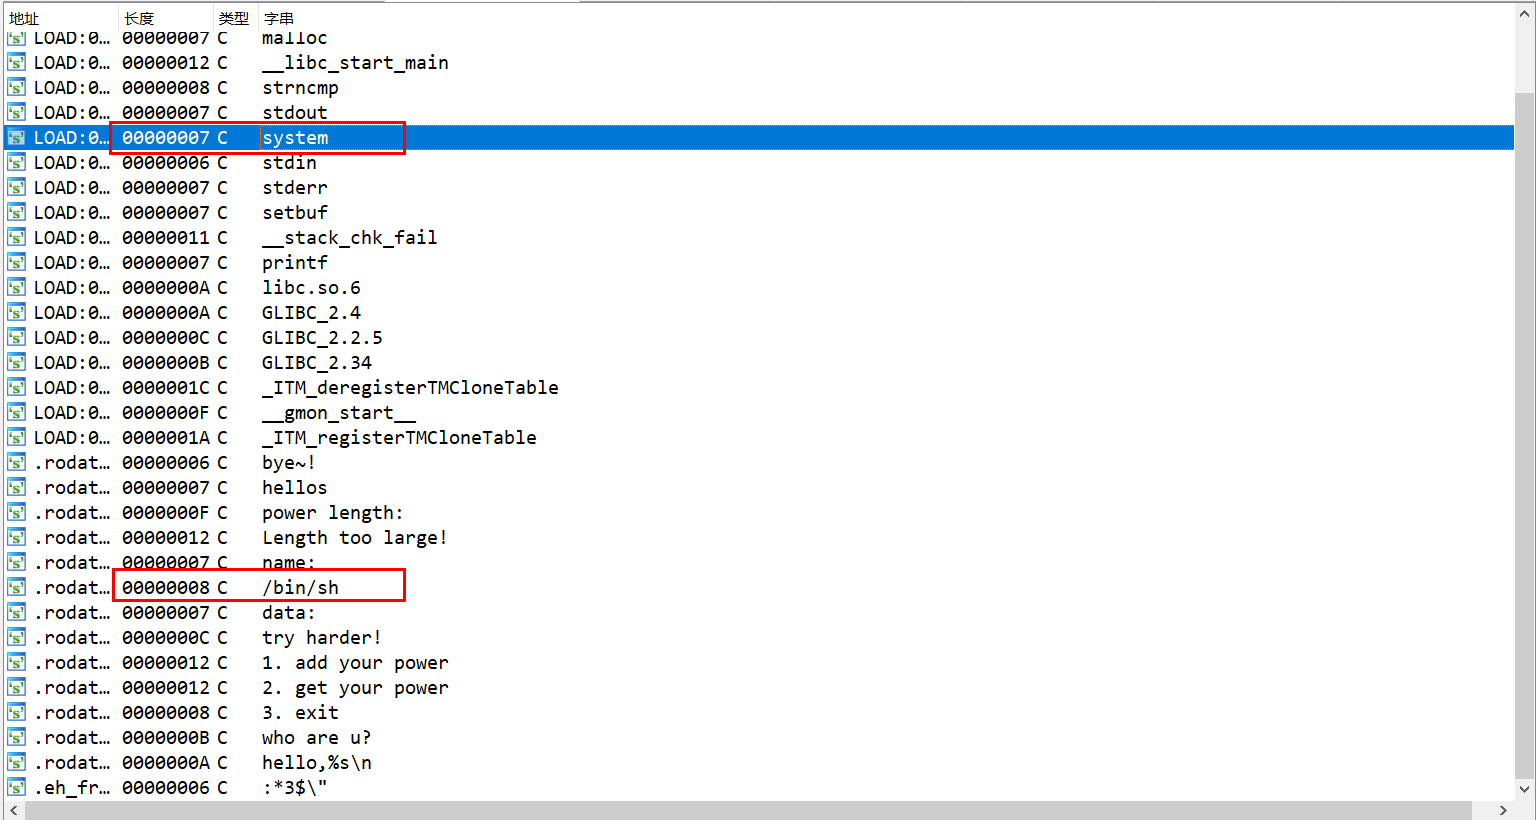 地址 长度 类型 字串
LOAD:0… 00000007 C malloc
LOAD:0… 00000012 C __libc_start_main
LOAD:0… 00000008 C strncmp
LOAD:0… 00000007 C stdout
LOAD:0… 00000007 C system
LOAD:0… 00000006 C stdin
LOAD:0… 00000007 C stderr
LOAD:0… 00000007 C setbuf
LOAD:0… 00000011 C __stack_chk_fail
LOAD:0… 00000007 C printf
LOAD:0… 0000000A C libc.so.6
LOAD:0… 0000000A C GLIBC_2.4
LOAD:0… 0000000C C GLIBC_2.2.5
LOAD:0… 0000000B C GLIBC_2.34
LOAD:0… 0000001C C _ITM_deregisterTMCloneTable
LOAD:0… 0000000F C __gmon_start__
LOAD:0… 0000001A C _ITM_registerTMCloneTable
.rodat… 00000006 C bye~!
.rodat… 00000007 C hellos
.rodat… 0000000F C power length:
.rodat… 00000012 C Length too large!
.rodat… 00000007 C name:
.rodat… 00000008 C /bin/sh
.rodat… 00000007 C data:
.rodat… 0000000C C try harder!
.rodat… 00000012 C 1. add your power
.rodat… 00000012 C 2. get your power
.rodat… 00000008 C 3. exit
.rodat… 0000000B C who are u?
.rodat… 0000000A C hello,%s\n
.eh_fr… 00000006 C :*3$\"